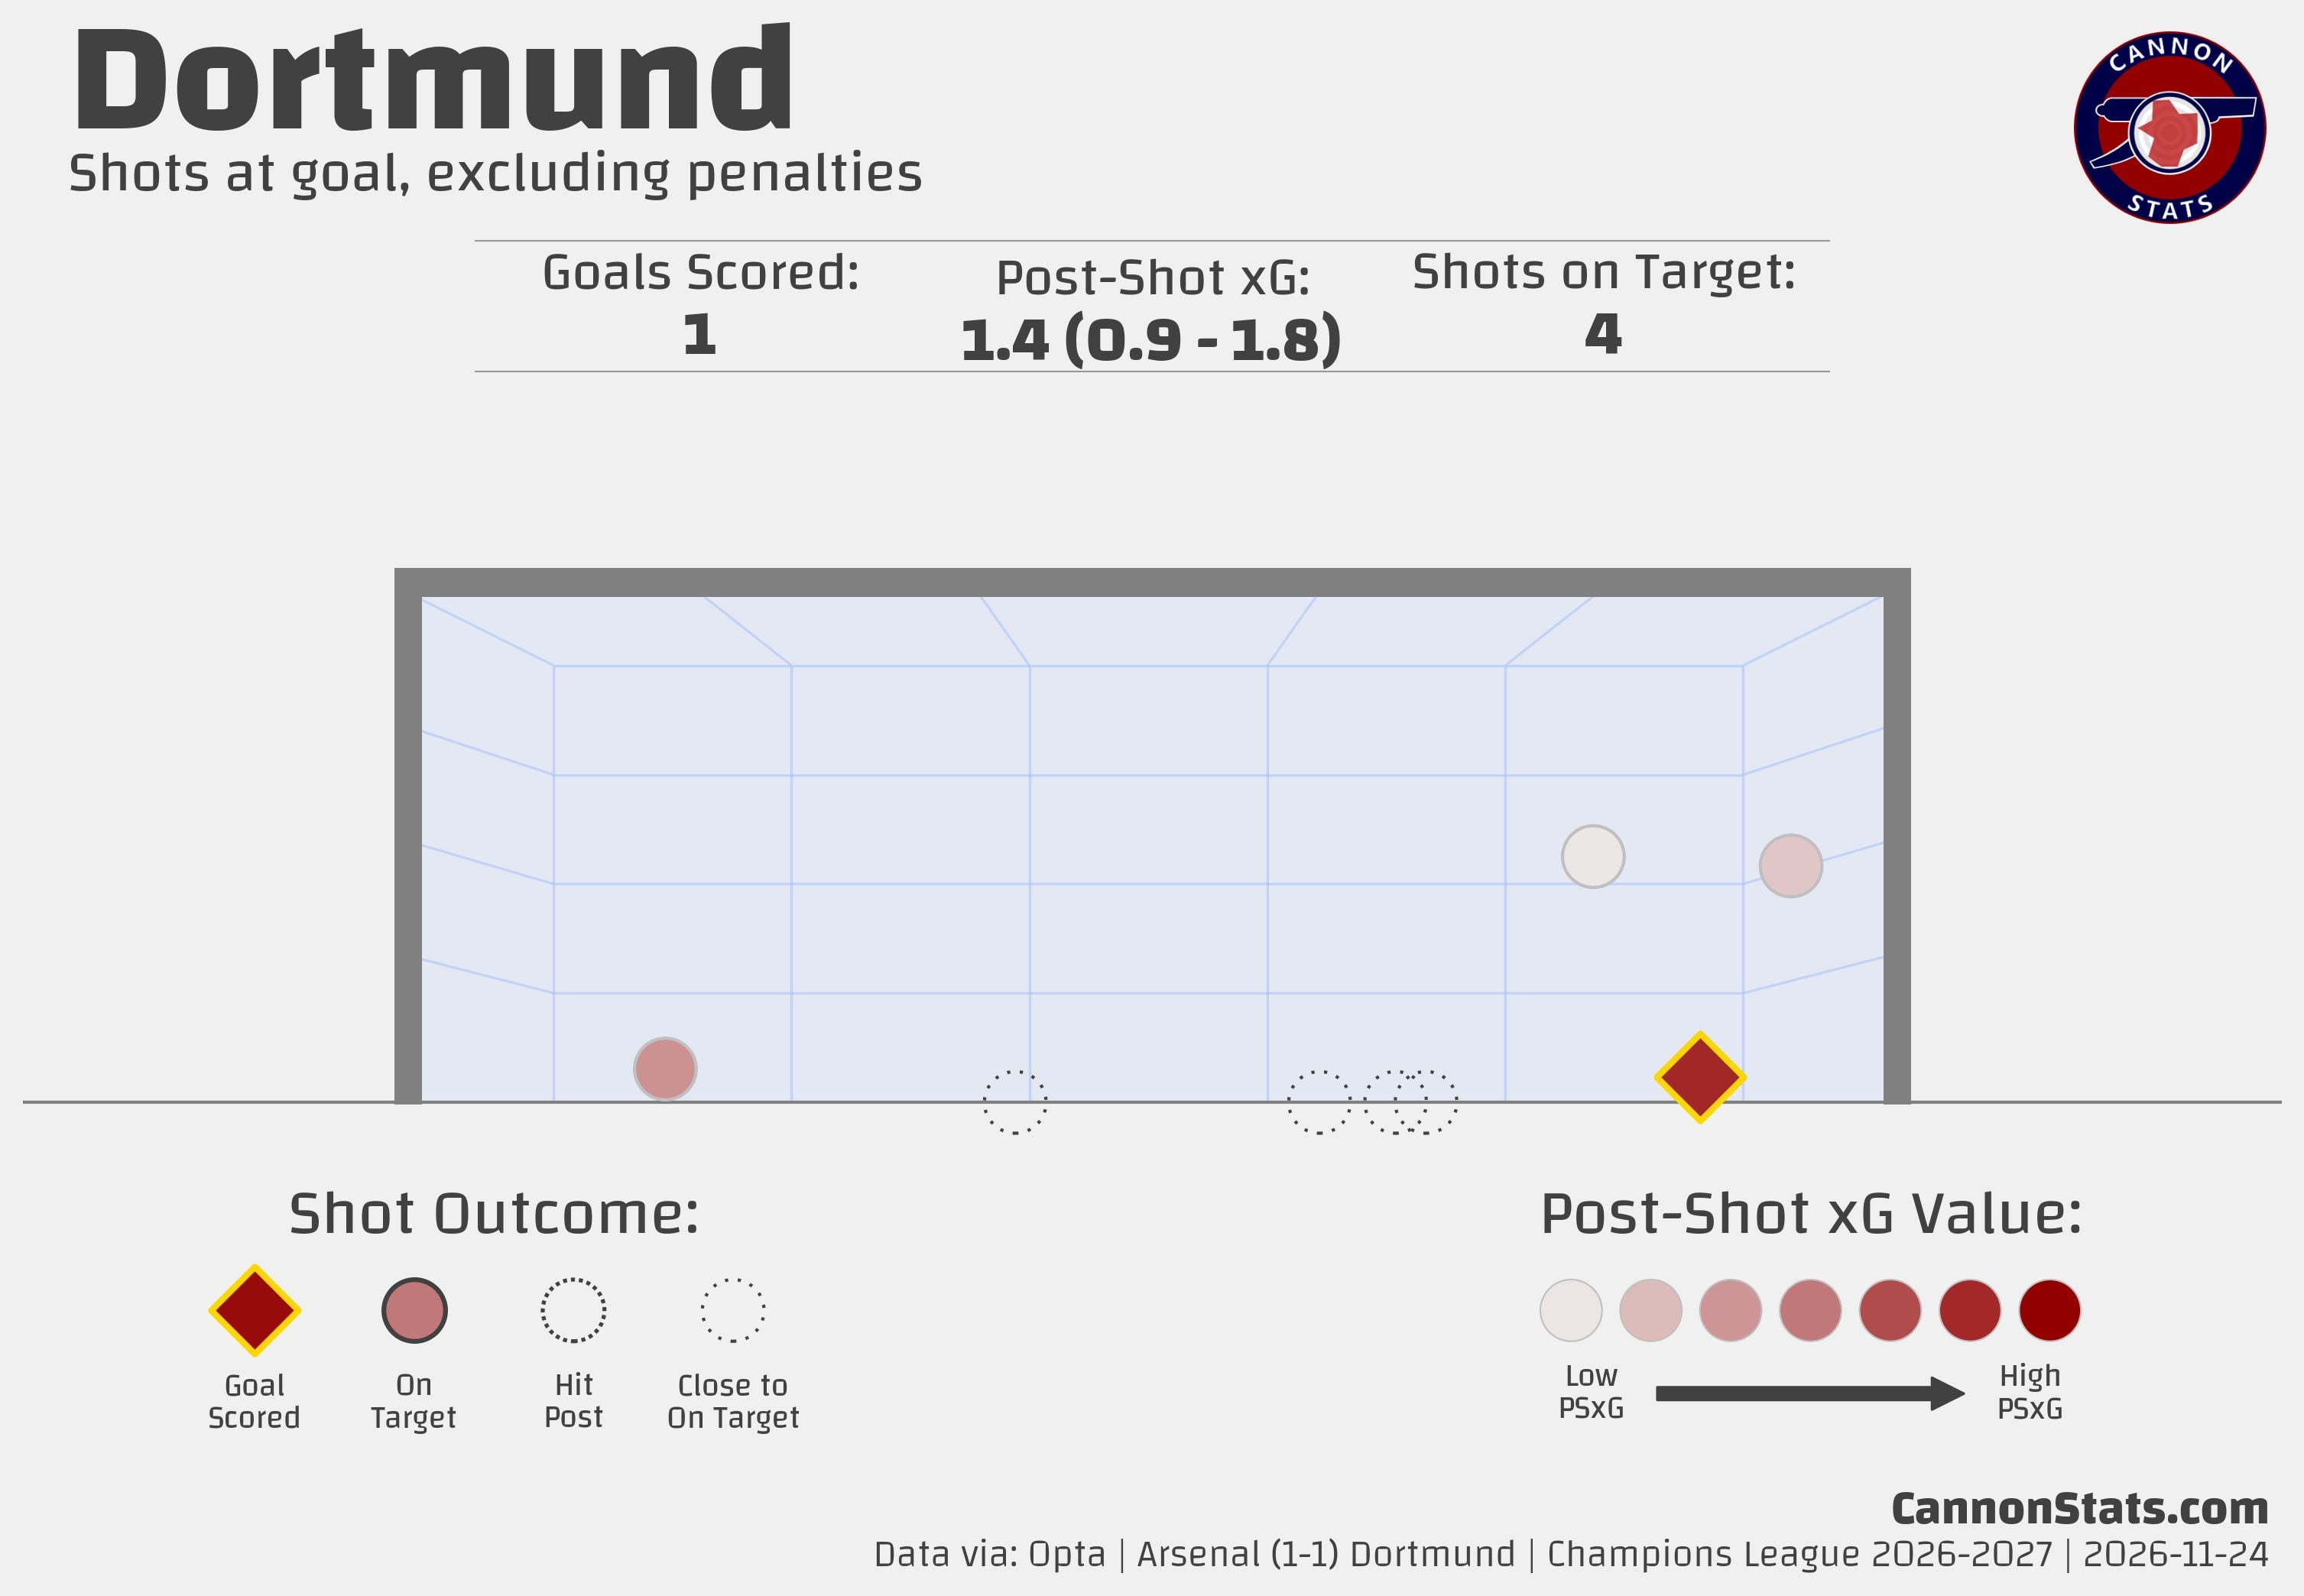 Dortmund
Shots at goal, excluding penalties
CANNON
STATS
Goals Scored:
1
Post-Shot xG:
1.4 (0.9 - 1.8)
Shots on Target:
4
Shot Outcome:
Goal
Scored
On
Target
Hit
Post
Close to
On Target
Post-Shot xG Value:
Low
PSxG
High
PSxG
CannonStats.com
Data via: Opta | Arsenal (1-1) Dortmund | Champions League 2026-2027 | 2026-11-24